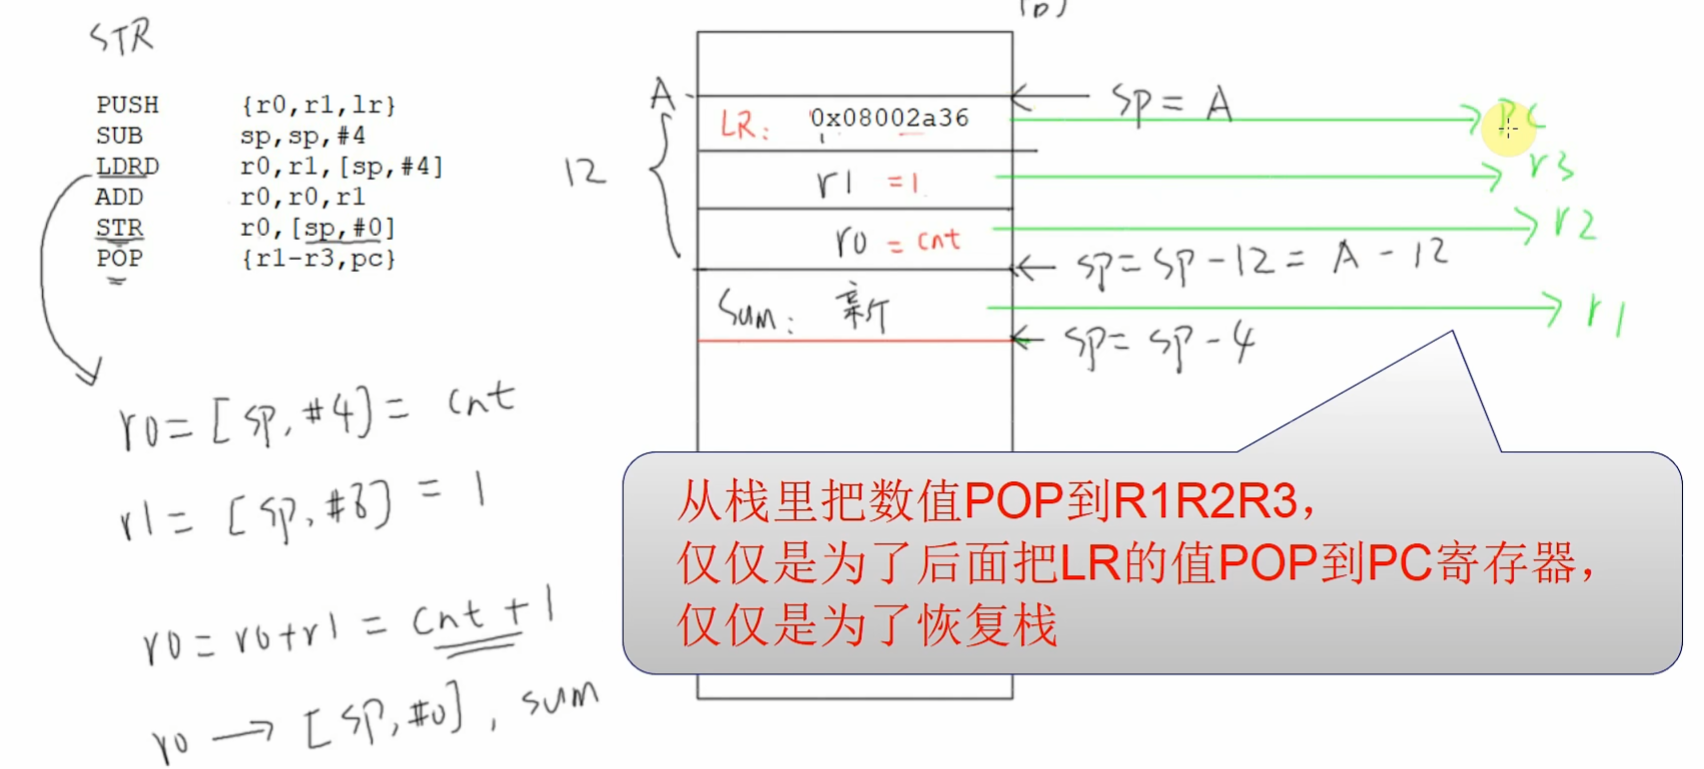 STR
PUSH {r0,r1,lr}
SUB sp,sp,#4
LDRD r0,r1,[sp,#4]
ADD r0,r0,r1
STR r0,[sp,#0]
POP {r1-r3,pc}
r0= [sp,#4]= cnt
r1= [sp,#8] = 1
r0= r0+r1 = cnt+1
r0 → [sp,#0], sum
A
12
LR: 0x08002a36
r1 =1
r0 = cnt
Sum: 新
sp= A
sp= sp-12= A-12
sp= sp-4
PC
r3
r2
r1
从栈里把数值POP到R1R2R3，
仅仅是为了后面把LR的值POP到PC寄存器，
仅仅是为了恢复栈